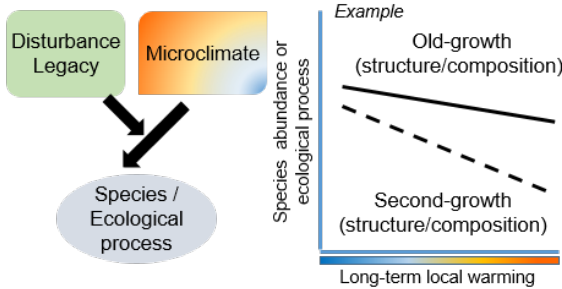 Disturbance
Legacy
Microclimate
Species /
Ecological
process
Species abundance or
ecological process
Example
Old-growth
(structure/composition)
Second-growth
(structure/composition)
Long-term local warming